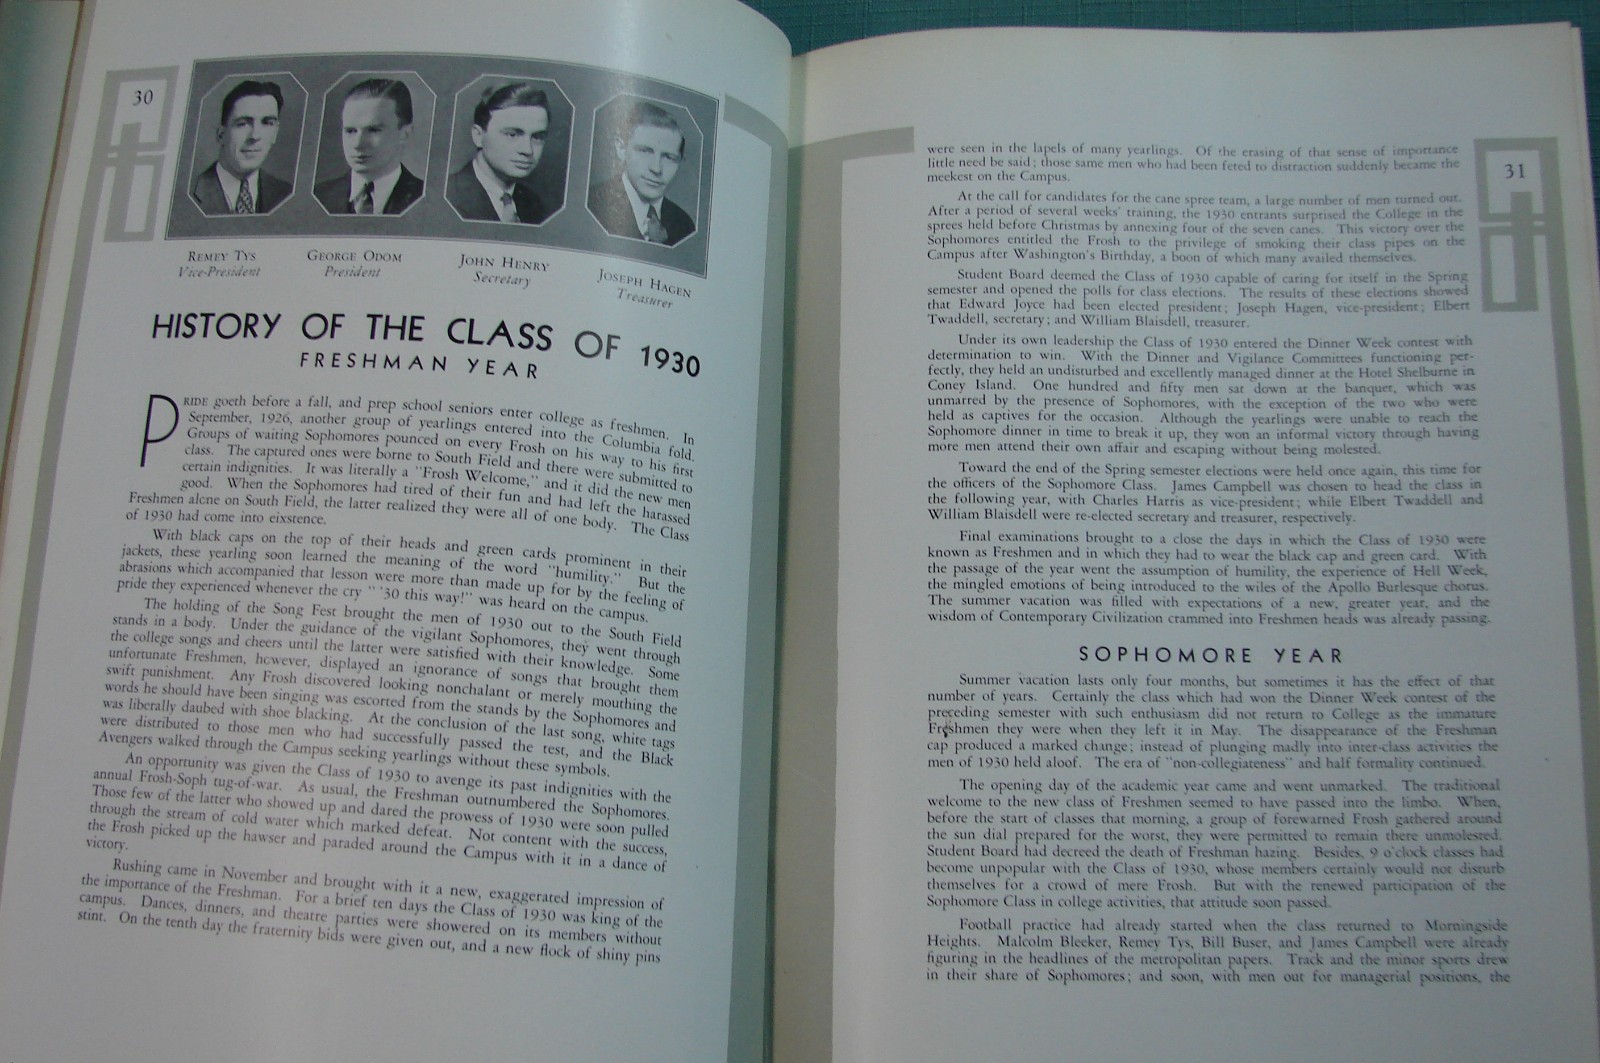 30
REMEY TYS
Vice-President
GEORGE ODOM
President
JOHN HENRY
Secretary
JOSEPH HAGEN
Treasurer
HISTORY OF THE CLASS OF 1930
FRESHMAN YEAR
PRIDE goeth before a fall, and prep school seniors enter college as freshmen. In
September, 1926, another group of yearlings entered into the Columbia fold.
Groups of waiting Sophomores pounced on every Frosh on his way to his first
class. The captured ones were borne to South Field and there were submitted to
certain indignities. It was literally a "Frosh Welcome," and it did the new men
good. When the Sophomores had tired of their fun and had left the harassed
Freshmen alone on South Field, the latter realized they were all of one body. The Class
of 1930 had come into eixstence.
With black caps on the top of their heads and green cards prominent in their
jackets, these yearling soon learned the meaning of the word "humility." But the
abrasions which accompanied that lesson were more than made up for by the feeling of
pride they experienced whenever the cry " '30 this way!" was heard on the campus.
The holding of the Song Fest brought the men of 1930 out to the South Field
stands in a body. Under the guidance of the vigilant Sophomores, they went through
the college songs and cheers until the latter were satisfied with their knowledge. Some
unfortunate Freshmen, however, displayed an ignorance of songs that brought them
swift punishment. Any Frosh discovered looking nonchalant or merely mouthing the
words he should have been singing was escorted from the stands by the Sophomores and
was liberally daubed with shoe blacking. At the conclusion of the last song, white tags
were distributed to those men who had successfully passed the test, and the Black
Avengers walked through the Campus seeking yearlings without these symbols.
An opportunity was given the Class of 1930 to avenge its past indignities with the
annual Frosh-Soph tug-of-war. As usual, the Freshman outnumbered the Sophomores.
Those few of the latter who showed up and dared the prowess of 1930 were soon pulled
through the stream of cold water which marked defeat. Not content with the success,
the Frosh picked up the hawser and paraded around the Campus with it in a dance of
victory.
Rushing came in November and brought with it a new, exaggerated impression of
the importance of the Freshman. For a brief ten days the Class of 1930 was king of the
campus. Dances, dinners, and theatre parties were showered on its members without
stint. On the tenth day the fraternity bids were given out, and a new flock of shiny pins
31
were seen in the lapels of many yearlings. Of the erasing of that sense of importance
little need be said; those same men who had been feted to distraction suddenly became the
meekest on the Campus.
At the call for candidates for the cane spree team, a large number of men turned out.
After a period of several weeks' training, the 1930 entrants surprised the College in the
sprees held before Christmas by annexing four of the seven canes. This victory over the
Sophomores entitled the Frosh to the privilege of smoking their class pipes on the
Campus after Washington's Birthday, a boon of which many availed themselves.
Student Board deemed the Class of 1930 capable of caring for itself in the Spring
semester and opened the polls for class elections. The results of these elections showed
that Edward Joyce had been elected president; Joseph Hagen, vice-president; Elbert
Twaddell, secretary; and William Blaisdell, treasurer.
Under its own leadership the Class of 1930 entered the Dinner Week contest with
determination to win. With the Dinner and Vigilance Committees functioning per-
fectly, they held an undisturbed and excellently managed dinner at the Hotel Shelburne in
Coney Island. One hundred and fifty men sat down at the banquet, which was
unmarred by the presence of Sophomores, with the exception of the two who were
held as captives for the occasion. Although the yearlings were unable to reach the
Sophomore dinner in time to break it up, they won an informal victory through having
more men attend their own affair and escaping without being molested.
Toward the end of the Spring semester elections were held once again, this time for
the officers of the Sophomore Class. James Campbell was chosen to head the class in
the following year, with Charles Harris as vice-president; while Elbert Twaddell and
William Blaisdell were re-elected secretary and treasurer, respectively.
Final examinations brought to a close the days in which the Class of 1930 were
known as Freshmen and in which they had to wear the black cap and green card. With
the passage of the year went the assumption of humility, the experience of Hell Week,
the mingled emotions of being introduced to the wiles of the Apollo Burlesque chorus.
The summer vacation was filled with expectations of a new, greater year, and the
wisdom of Contemporary Civilization crammed into Freshmen heads was already passing.
SOPHOMORE YEAR
Summer vacation lasts only four months, but sometimes it has the effect of that
number of years. Certainly the class which had won the Dinner Week contest of the
preceding semester with such enthusiasm did not return to College as the immature
Freshmen they were when they left it in May. The disappearance of the Freshman
cap produced a marked change; instead of plunging madly into inter-class activities the
men of 1930 held aloof. The era of "non-collegiateness" and half formality continued.
The opening day of the academic year came and went unmarked. The traditional
welcome to the new class of Freshmen seemed to have passed into the limbo. When,
before the start of classes that morning, a group of forewarned Frosh gathered around
the sun dial prepared for the worst, they were permitted to remain there unmolested.
Student Board had decreed the death of Freshman hazing. Besides, 9 o'clock classes had
become unpopular with the Class of 1930, whose members certainly would not disturb
themselves for a crowd of mere Frosh. But with the renewed participation of the
Sophomore Class in college activities, that attitude soon passed.
Football practice had already started when the class returned to Morningside
Heights. Malcolm Bleeker, Remey Tys, Bill Buser, and James Campbell were already
figuring in the headlines of the metropolitan papers. Track and the minor sports drew
in their share of Sophomores; and soon, with men out for managerial positions, the